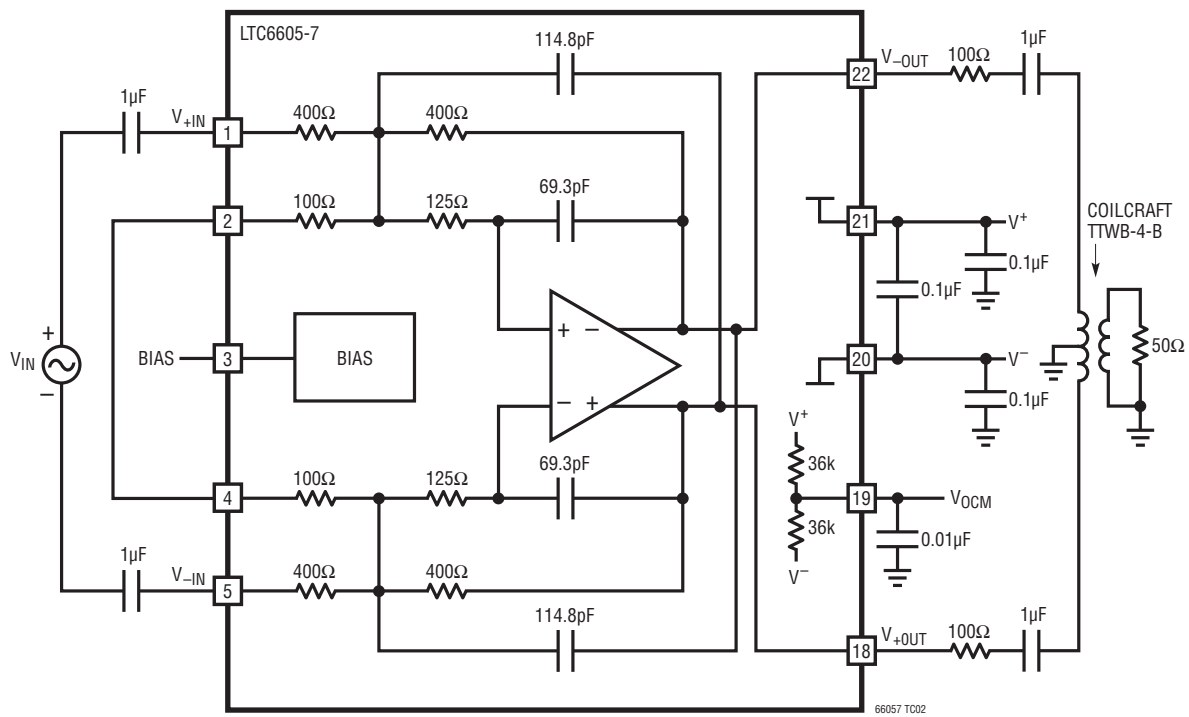 LTC6605-7
114.8pF
1µF
V+IN
1
400Ω
400Ω
2
100Ω
125Ω
69.3pF
+
–
VIN
–
BIAS
3
BIAS
+ –
– +
69.3pF
4
100Ω
125Ω
1µF
V–IN
5
400Ω
400Ω
114.8pF
22
V–OUT
100Ω
1µF
21
V+
0.1µF
0.1µF
COILCRAFT
TTWB-4-B
50Ω
20
V–
0.1µF
V+
36k
19
VOCM
36k
0.01µF
V–
18
V+OUT
100Ω
1µF
66057 TC02